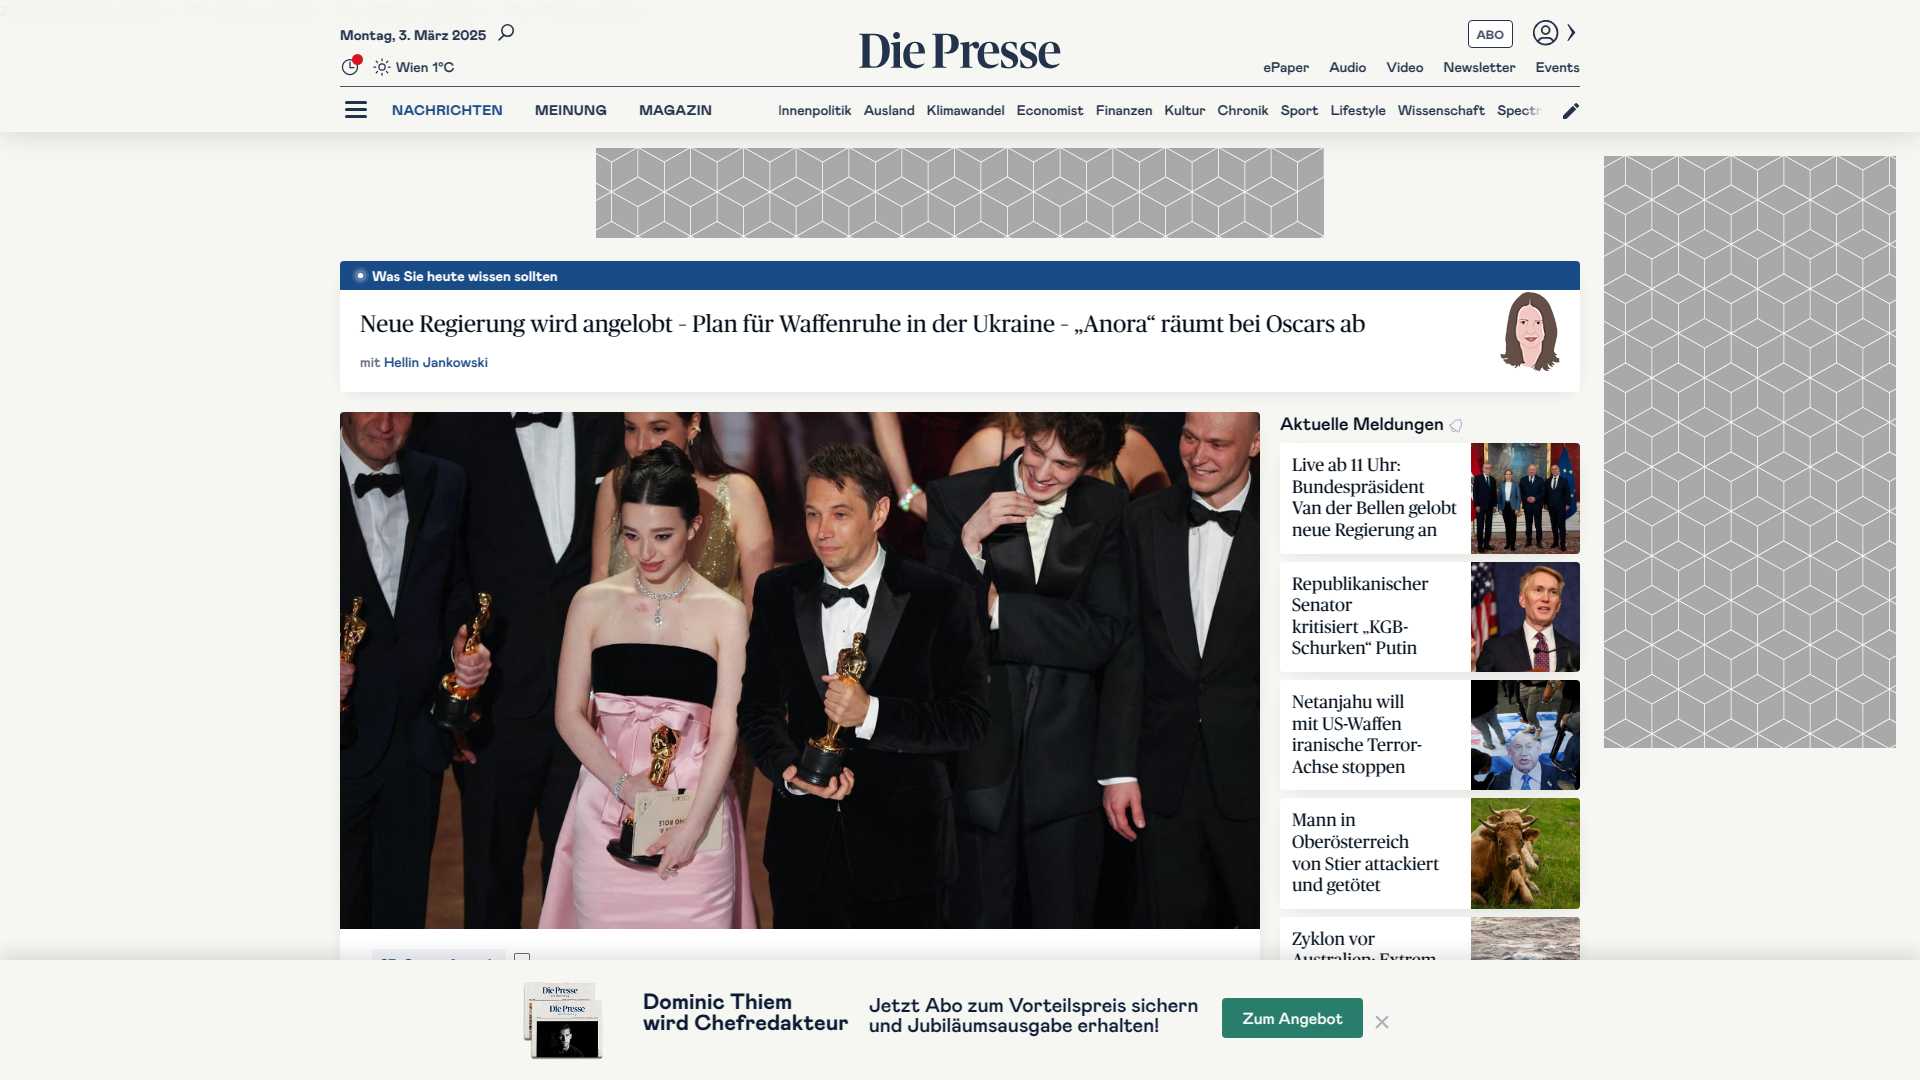 Montag, 3. März 2025
Die Presse
ABO
Wien 1°C
ePaper Audio Video Newsletter Events
NACHRICHTEN MEINUNG MAGAZIN
Innenpolitik Ausland Klimawandel Economist Finanzen Kultur Chronik Sport Lifestyle Wissenschaft Spectr
Was Sie heute wissen sollten
Neue Regierung wird angelobt – Plan für Waffenruhe in der Ukraine – „Anora“ räumt bei Oscars ab
mit Hellin Jankowski
Aktuelle Meldungen
Live ab 11 Uhr:
Bundespräsident
Van der Bellen gelobt
neue Regierung an
Republikanischer
Senator
kritisiert „KGB-
Schurken“ Putin
Netanjahu will
mit US-Waffen
iranische Terror-
Achse stoppen
Mann in
Oberösterreich
von Stier attackiert
und getötet
Zyklon vor
Australien: Extrem
Die Presse
Die Presse
Dominic Thiem
wird Chefredakteur
Jetzt Abo zum Vorteilspreis sichern
und Jubiläumsausgabe erhalten!
Zum Angebot